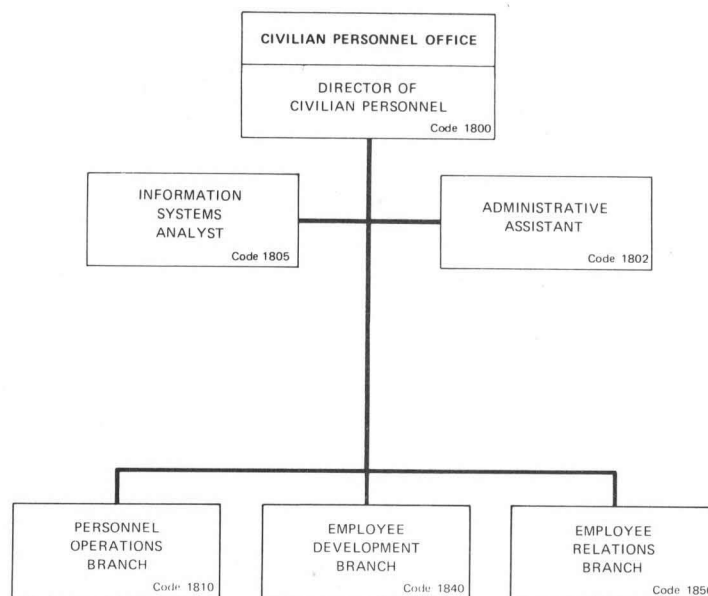 CIVILIAN PERSONNEL OFFICE
DIRECTOR OF
CIVILIAN PERSONNEL
Code 1800
INFORMATION
SYSTEMS
ANALYST
Code 1805
ADMINISTRATIVE
ASSISTANT
Code 1802
PERSONNEL
OPERATIONS
BRANCH
Code 1810
EMPLOYEE
DEVELOPMENT
BRANCH
Code 1840
EMPLOYEE
RELATIONS
BRANCH
Code 1850